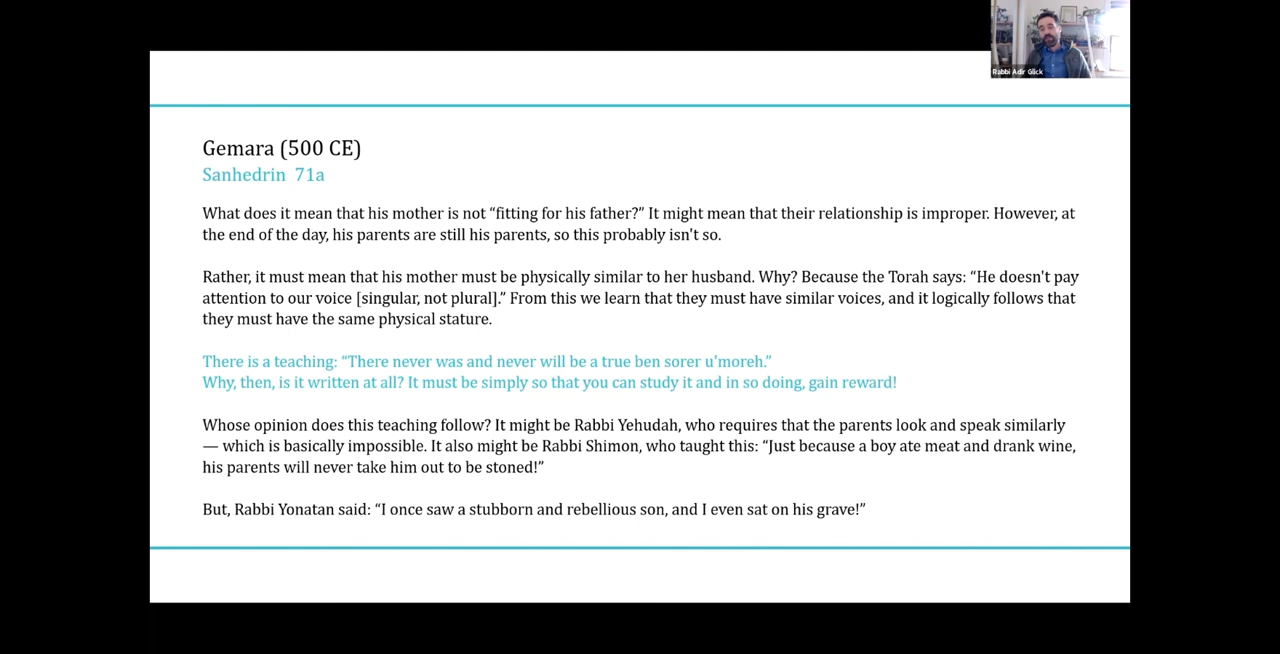 Rabbi Adir Glick
Gemara (500 CE)
Sanhedrin 71a
What does it mean that his mother is not “fitting for his father?” It might mean that their relationship is improper. However, at
the end of the day, his parents are still his parents, so this probably isn't so.
Rather, it must mean that his mother must be physically similar to her husband. Why? Because the Torah says: “He doesn't pay
attention to our voice [singular, not plural].” From this we learn that they must have similar voices, and it logically follows that
they must have the same physical stature.
There is a teaching: “There never was and never will be a true ben sorer u'moreh.”
Why, then, is it written at all? It must be simply so that you can study it and in so doing, gain reward!
Whose opinion does this teaching follow? It might be Rabbi Yehudah, who requires that the parents look and speak similarly
— which is basically impossible. It also might be Rabbi Shimon, who taught this: “Just because a boy ate meat and drank wine,
his parents will never take him out to be stoned!”
But, Rabbi Yonatan said: “I once saw a stubborn and rebellious son, and I even sat on his grave!”